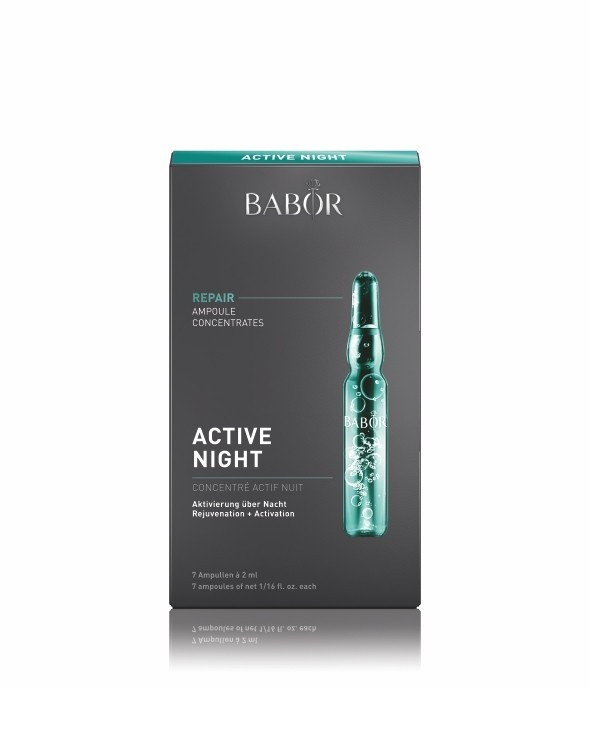 ACTIVE NIGHT
BABOR
REPAIR
AMPOULE
CONCENTRATES
BABOR
ACTIVE
NIGHT
CONCENTRÉ ACTIF NUIT
Aktivierung über Nacht
Rejuvenation + Activation
7 Ampullen à 2 ml
7 ampoules of net 1/16 fl. oz. each